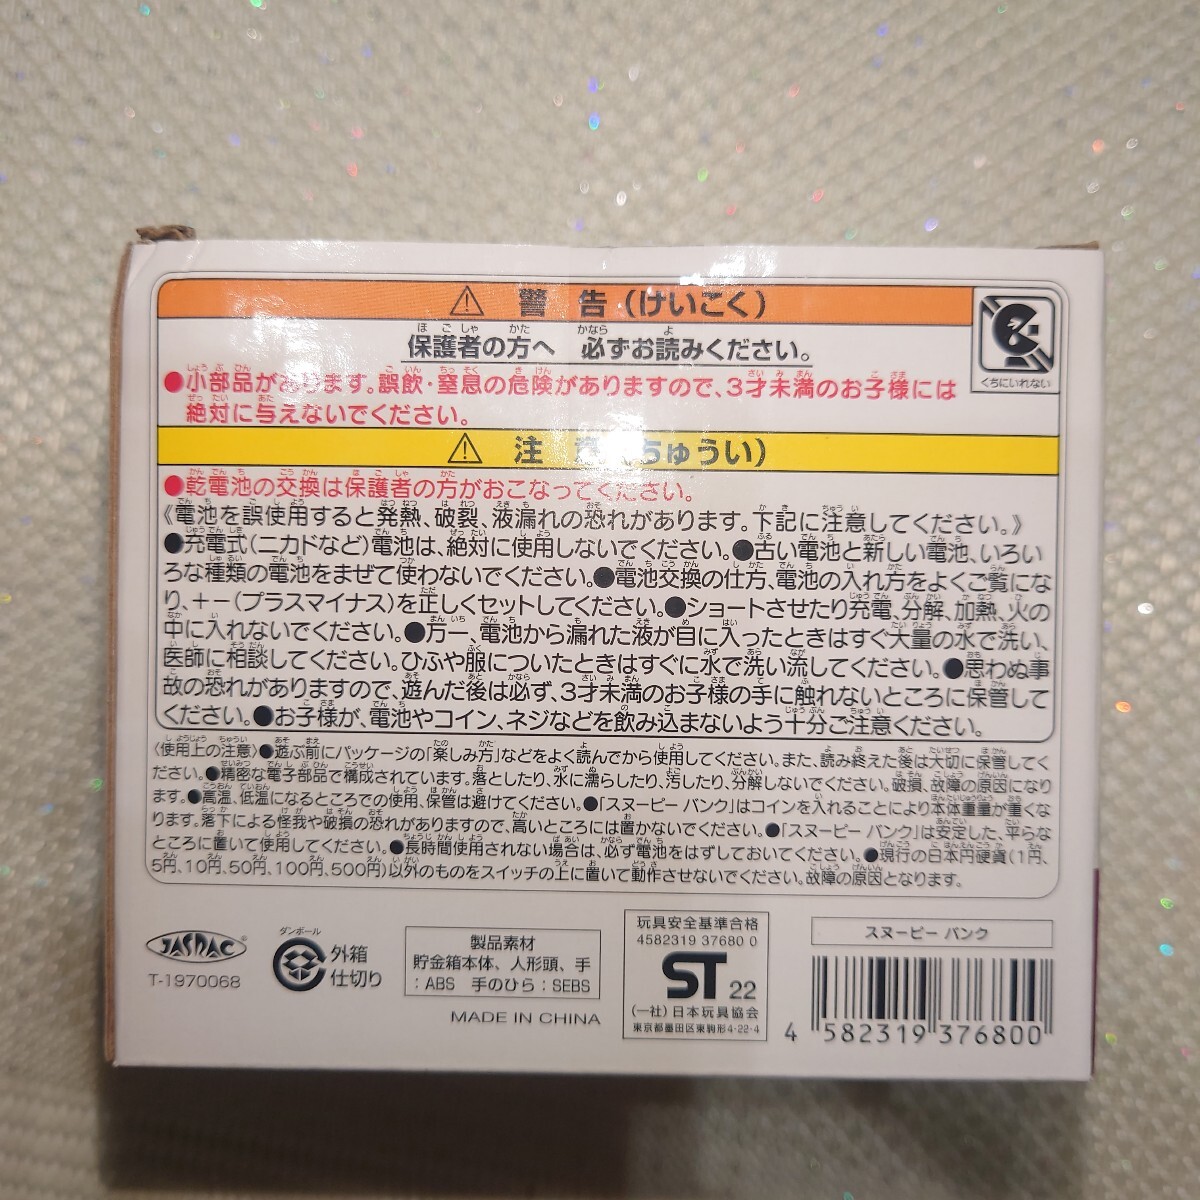 ⚠ 警 告 (けいこく)
保護者の方へ 必ずお読みください。
くちにいれない
●小部品があります。誤飲・窒息の危険がありますので、3才未満のお子様には
絶対に与えないでください。
⚠ 注 意(ちゅうい)
●乾電池の交換は保護者の方がおこなってください。
《電池を誤使用すると発熱、破裂、液漏れの恐れがあります。下記に注意してください。》
●充電式(ニカドなど)電池は、絶対に使用しないでください。●古い電池と新しい電池、いろい
ろな種類の電池をまぜて使わないでください。●電池交換の仕方、電池の入れ方をよくご覧にな
り、+-(プラスマイナス)を正しくセットしてください。●ショートさせたり充電、分解、加熱、火の
中に入れないでください。●万一、電池から漏れた液が目に入ったときはすぐ大量の水で洗い、
医師に相談してください。ひふや服についたときはすぐに水で洗い流してください。●思わぬ事
故の恐れがありますので、遊んだ後は必ず、3才未満のお子様の手に触れないところに保管して
ください。●お子様が、電池やコイン、ネジなどを飲み込まないよう十分ご注意ください。
〈使用上の注意〉●遊ぶ前にパッケージの「楽しみ方」などをよく読んでから使用してください。また、読み終えた後は大切に保管してく
ださい。●精密な電子部品で構成されています。落としたり、水に濡らしたり、汚したり、分解しないでください。破損、故障の原因になり
ます。●高温、低温になるところでの使用、保管は避けてください。●「スヌーピー バンク」はコインを入れることにより本体重量が重くな
ります。落下による怪我や破損の恐れがありますので、高いところには置かないでください。●「スヌーピー バンク」は安定した、平らな
ところに置いて使用してください。●長時間使用されない場合は、必ず電池をはずしておいてください。●現行の日本円硬貨(1円、
5円、10円、50円、100円、500円)以外のものをスイッチの上に置いて動作させないでください。故障の原因となります。
JASRAC®
T-1970068
ダンボール
外箱
仕切り
製品素材
貯金箱本体、人形頭、手
:ABS 手のひら:SEBS
MADE IN CHINA
玩具安全基準合格
4582319 37680 0
ST 22
(一社)日本玩具協会
東京都墨田区東駒形4-22-4
スヌーピー バンク
4 582319 376800